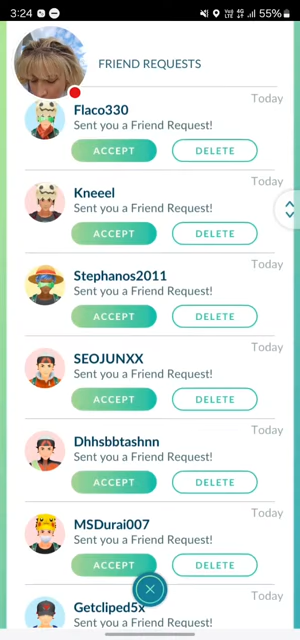 3:24
Vo)) LTE 4G 55%
FRIEND REQUESTS
Today
Flaco330
Sent you a Friend Request!
ACCEPT DELETE
Today
Kneeel
Sent you a Friend Request!
ACCEPT DELETE
Today
Stephanos2011
Sent you a Friend Request!
ACCEPT DELETE
Today
SEOJUNXX
Sent you a Friend Request!
ACCEPT DELETE
Today
Dhhsbbtashnn
Sent you a Friend Request!
ACCEPT DELETE
Today
MSDurai007
Sent you a Friend Request!
ACCEPT DELETE
Today
Getcliped5x
Sent you a Friend Request!